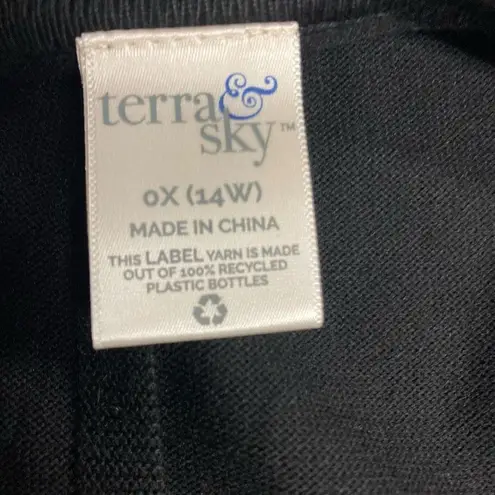 terra &
sky™
0X (14W)
MADE IN CHINA
THIS LABEL YARN IS MADE
OUT OF 100% RECYCLED
PLASTIC BOTTLES